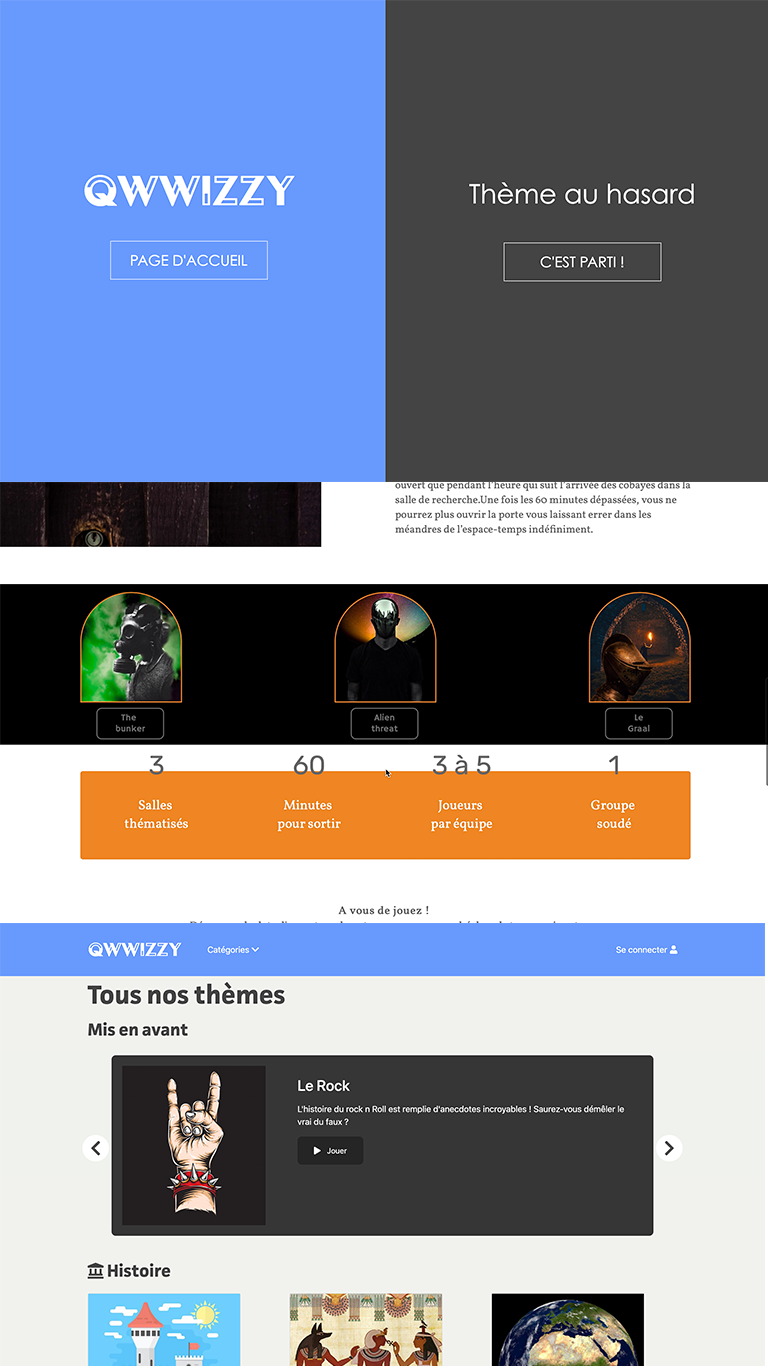 QWWIZZY
PAGE D'ACCUEIL
Thème au hasard
C'EST PARTI !
ouvert que pendant l'heure qui suit l'arrivée des cobayes dans la
salle de recherche.Une fois les 60 minutes dépassées, vous ne
pourrez plus ouvrir la porte vous laissant errer dans les
méandres de l'espace-temps indéfiniment.
The
bunker
Alien
threat
Le
Graal
3
60
3 à 5
1
Salles
thématisés
Minutes
pour sortir
Joueurs
par équipe
Groupe
soudé
A vous de jouez !
QWWIZZY
Catégories
Se connecter
Tous nos thèmes
Mis en avant
Le Rock
L'histoire du rock n Roll est remplie d'anecdotes incroyables ! Saurez-vous démêler le
vrai du faux ?
Jouer
Histoire